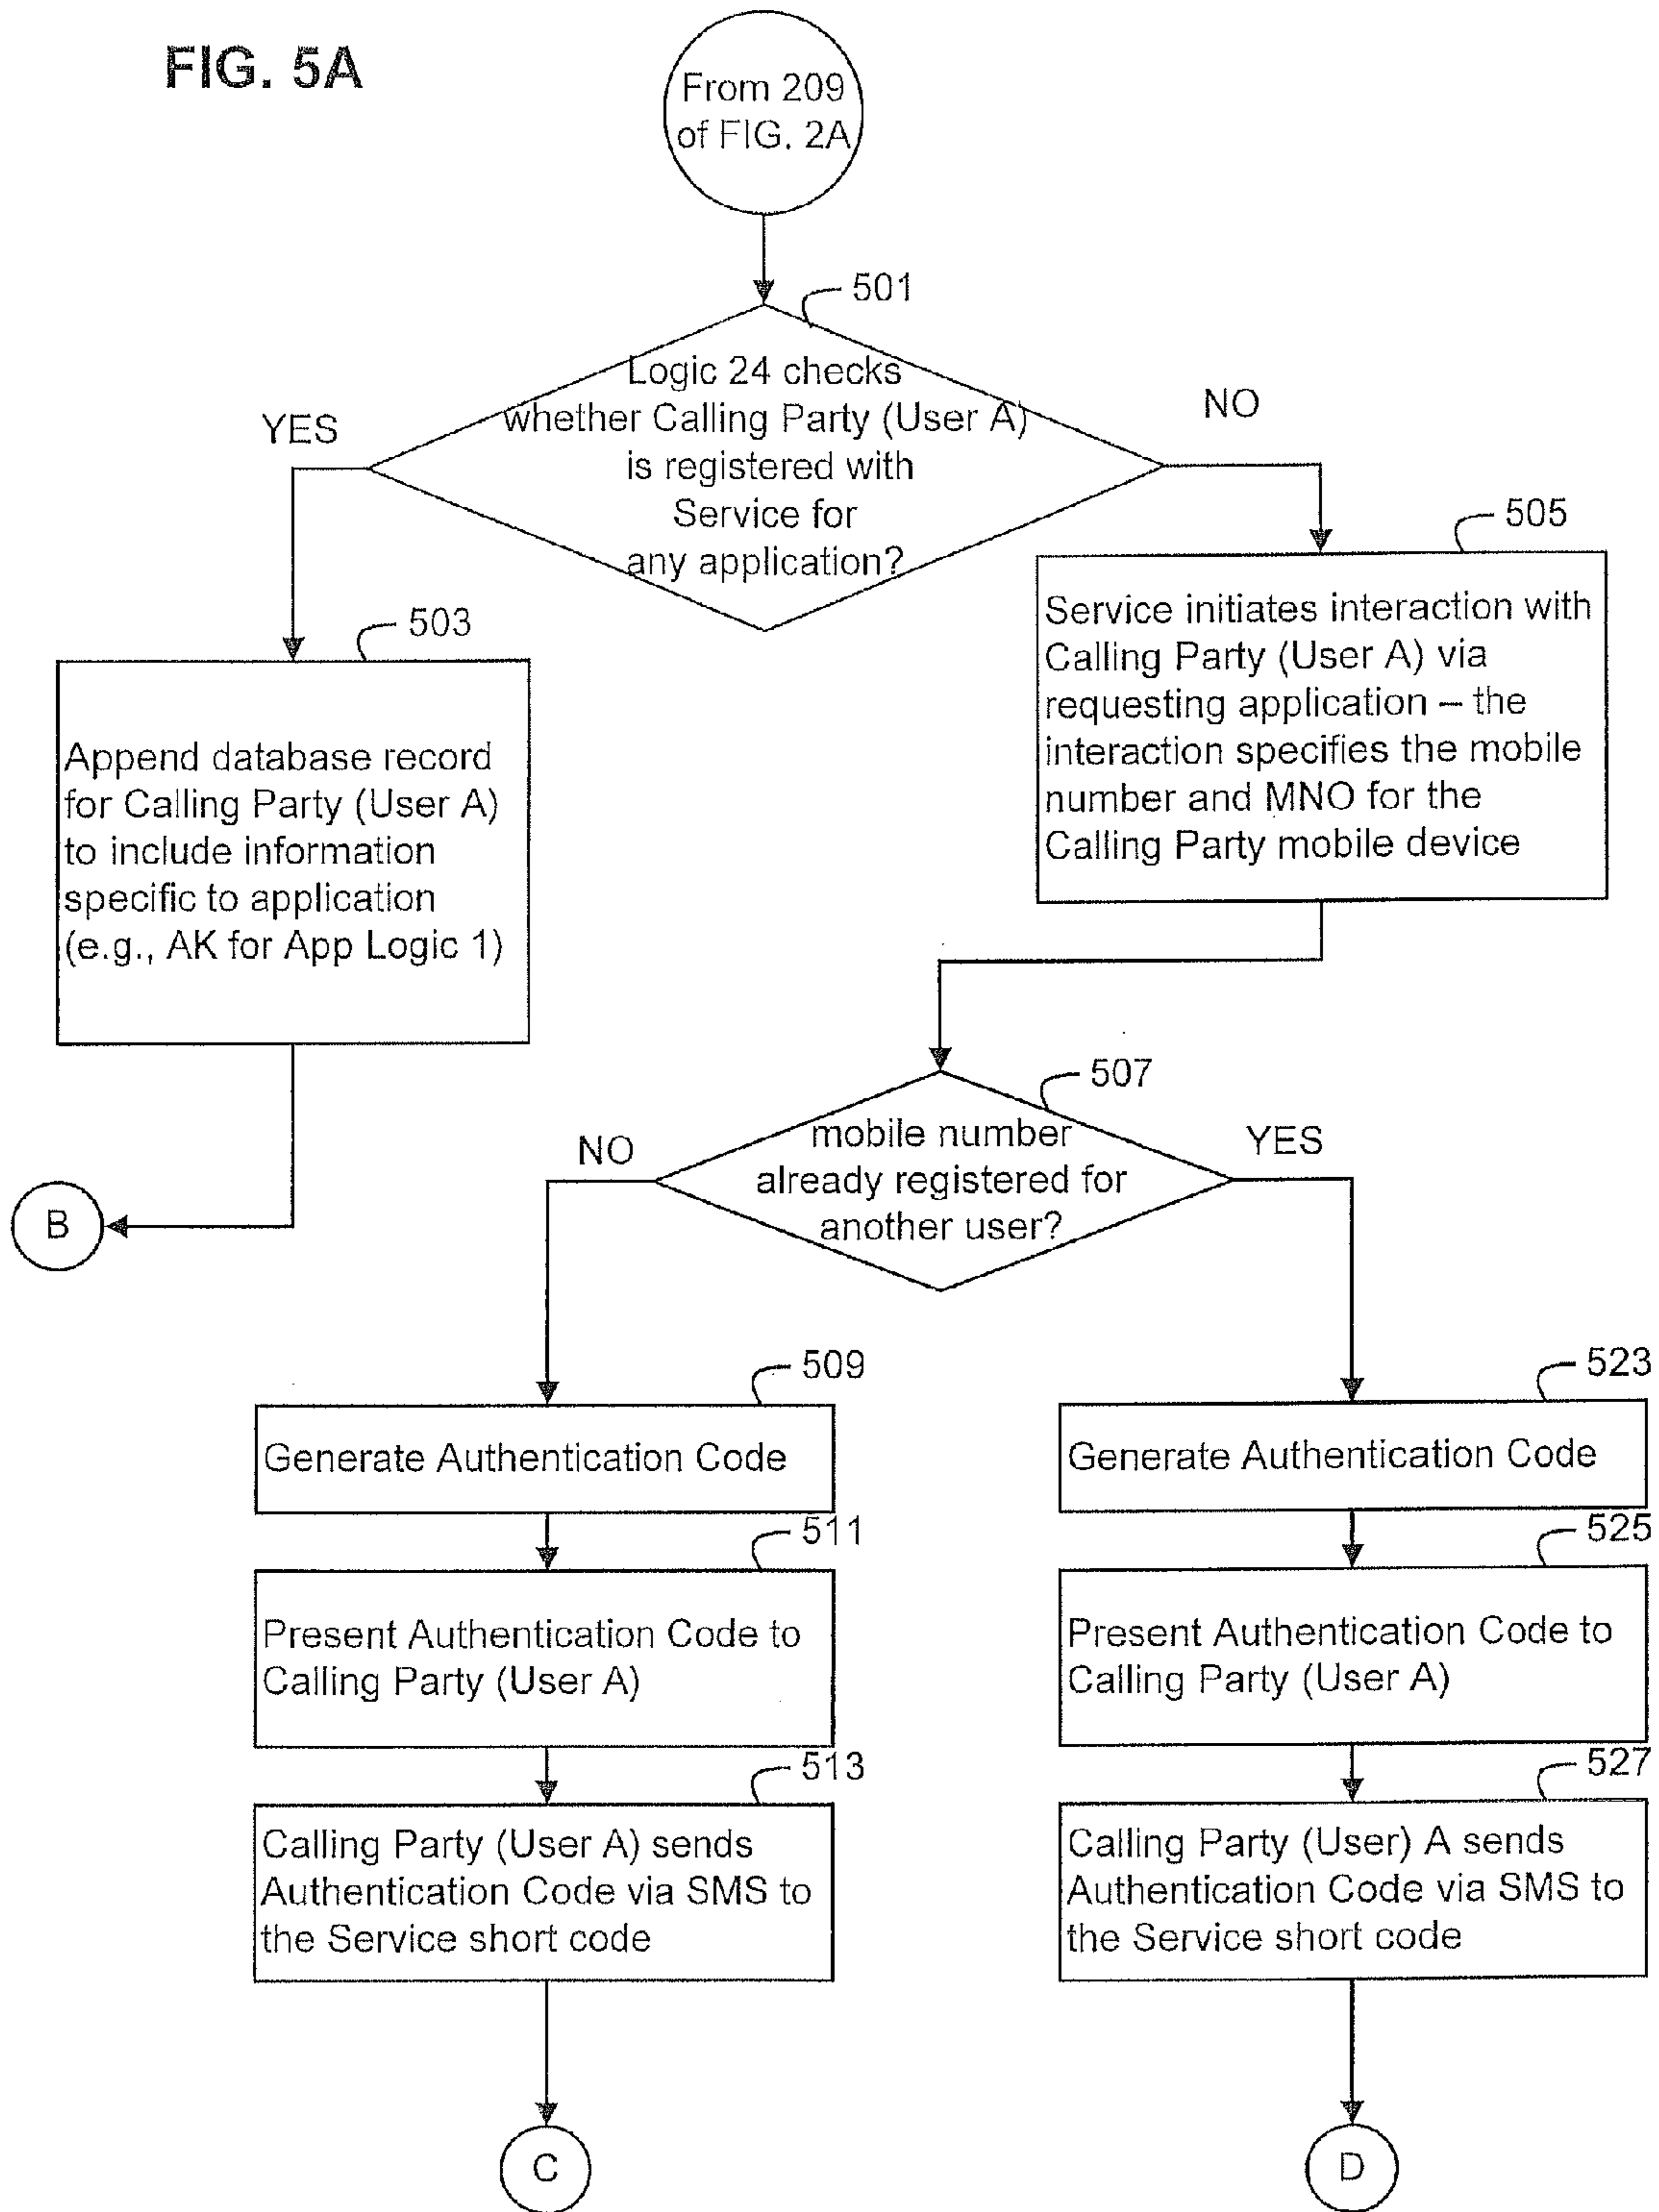 FIG. 5A
From 209
of FIG. 2A
501
Logic 24 checks
whether Calling Party (User A)
is registered with
Service for
any application?
YES
NO
503
Append database record
for Calling Party (User A)
to include information
specific to application
(e.g., AK for App Logic 1)
505
Service initiates interaction with
Calling Party (User A) via
requesting application – the
interaction specifies the mobile
number and MNO for the
Calling Party mobile device
B
507
mobile number
already registered for
another user?
NO
YES
509
Generate Authentication Code
511
Present Authentication Code to
Calling Party (User A)
513
Calling Party (User A) sends
Authentication Code via SMS to
the Service short code
C
523
Generate Authentication Code
525
Present Authentication Code to
Calling Party (User A)
527
Calling Party (User) A sends
Authentication Code via SMS to
the Service short code
D